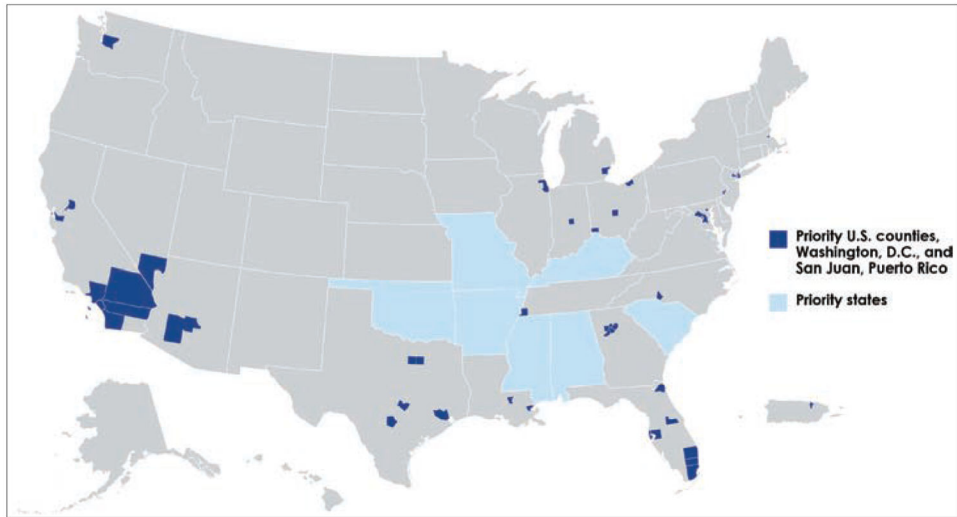 Priority U.S. counties,
Washington, D.C., and
San Juan, Puerto Rico
Priority states